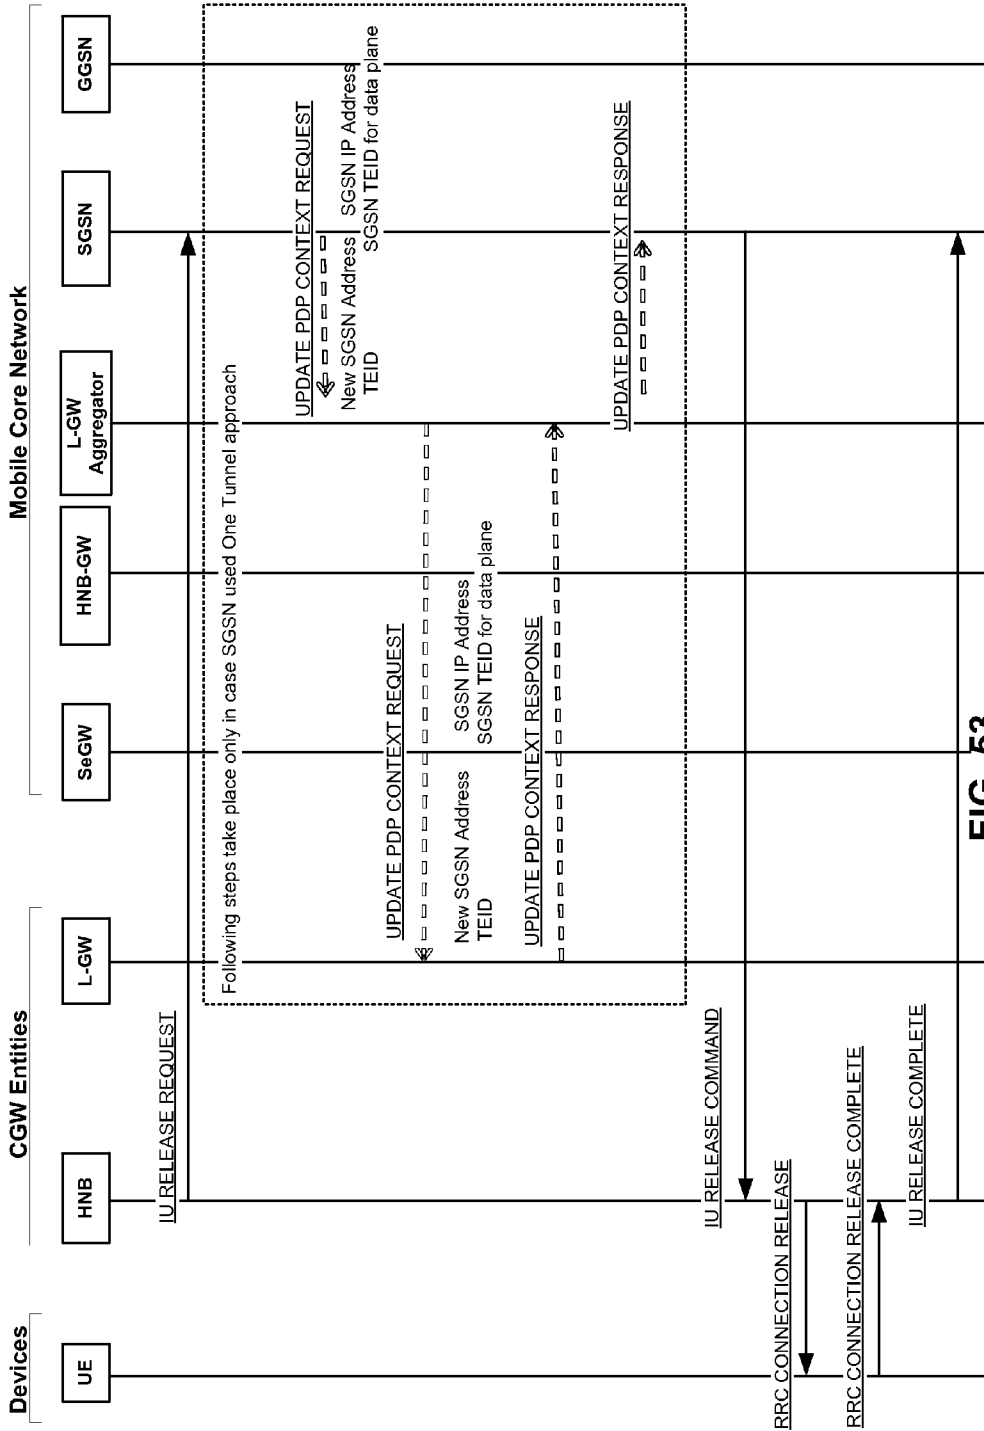 Devices
CGW Entities
Mobile Core Network
UE
HNB
L-GW
SeGW
HNB-GW
L-GW
Aggregator
SGSN
GGSN
IU RELEASE REQUEST
Following steps take place only in case SGSN used One Tunnel approach
UPDATE PDP CONTEXT REQUEST
New SGSN Address SGSN IP Address
TEID SGSN TEID for data plane
UPDATE PDP CONTEXT REQUEST
New SGSN Address SGSN IP Address
TEID SGSN TEID for data plane
UPDATE PDP CONTEXT RESPONSE
UPDATE PDP CONTEXT RESPONSE
IU RELEASE COMMAND
RRC CONNECTION RELEASE
RRC CONNECTION RELEASE COMPLETE
IU RELEASE COMPLETE
FIG. 53